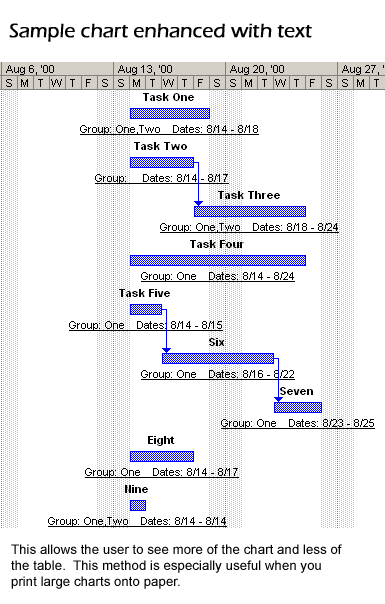 Sample chart enhanced with text
Aug 6, '00 Aug 13, '00 Aug 20, '00 Aug 27, '
S M T W T F S S M T W T F S S M T W T F S S M T
Task One
Group: One,Two Dates: 8/14 - 8/18
Task Two
Group: Dates: 8/14 - 8/17
Task Three
Group: One,Two Dates: 8/18 - 8/24
Task Four
Group: One Dates: 8/14 - 8/24
Task Five
Group: One Dates: 8/14 - 8/15
Six
Group: One Dates: 8/16 - 8/22
Seven
Group: One Dates: 8/23 - 8/25
Eight
Group: One Dates: 8/14 - 8/17
Nine
Group: One,Two Dates: 8/14 - 8/14
This allows the user to see more of the chart and less of
the table. This method is especially useful when you
print large charts onto paper.